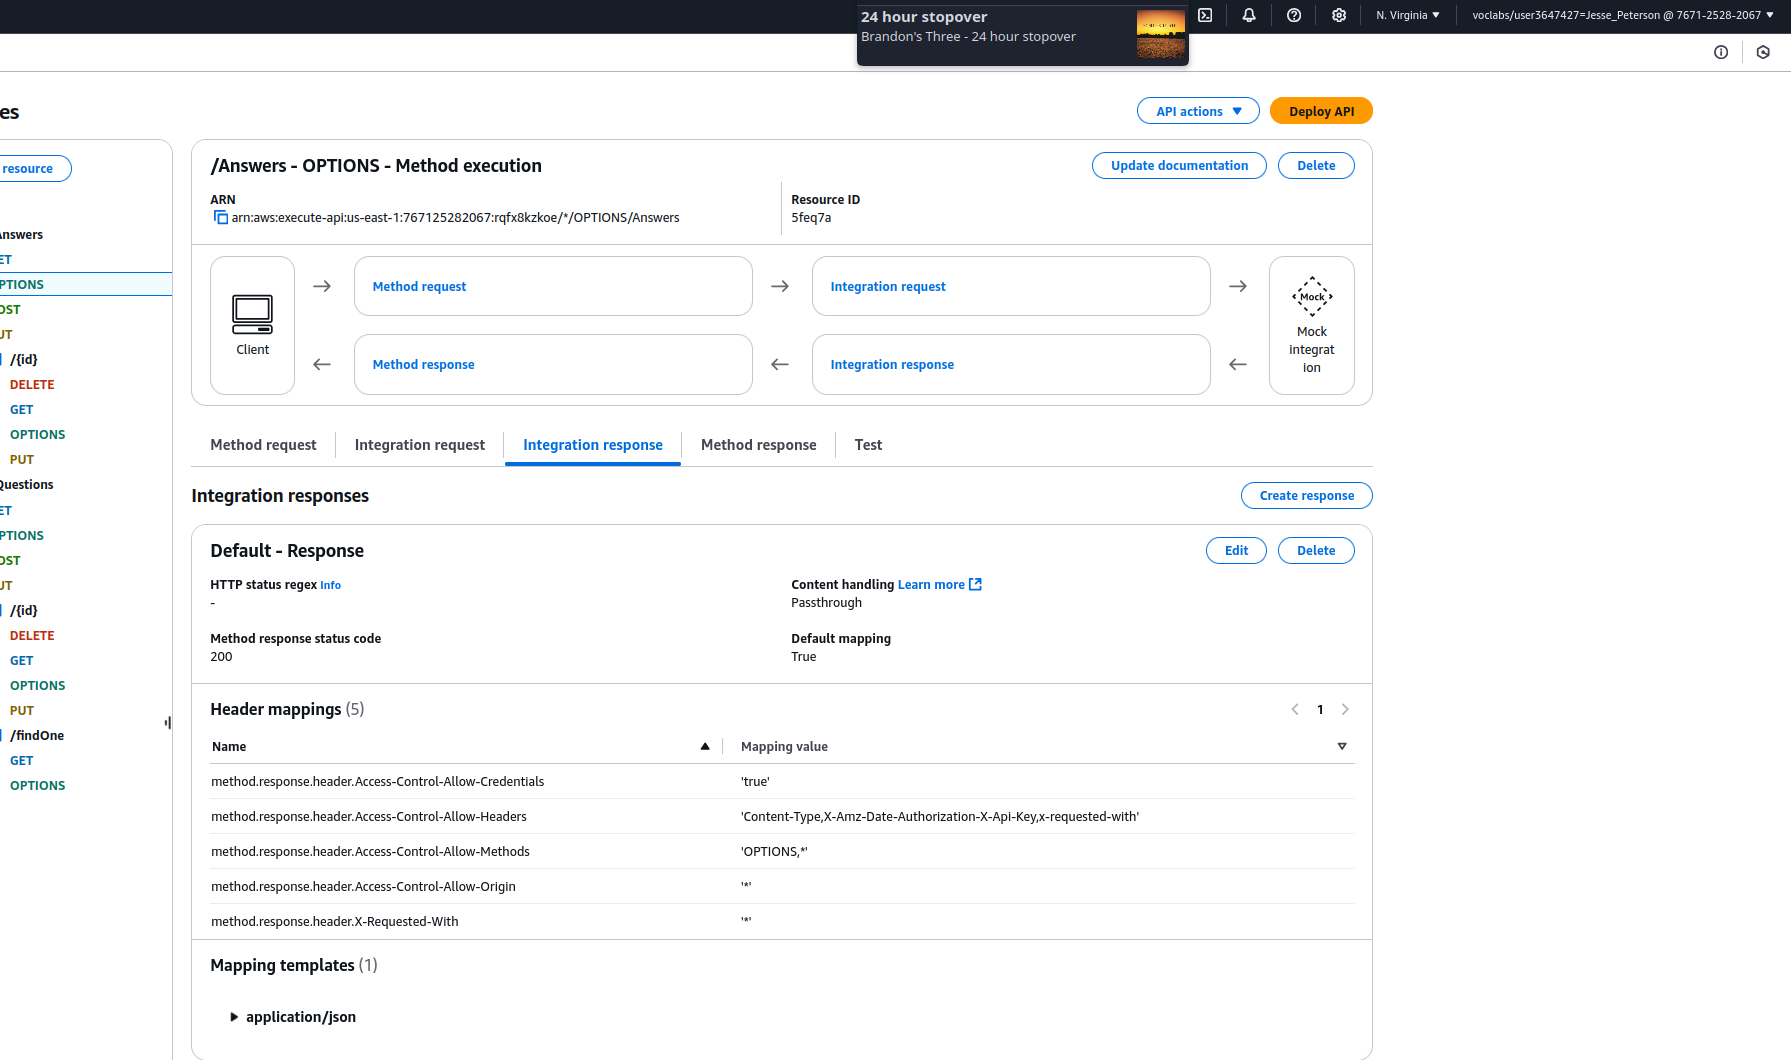 24 hour stopover
Brandon's Three - 24 hour stopover
N. Virginia ▼
voclabs/user3647427=Jesse_Peterson @ 7671-2528-2067 ▼
es
API actions ▼
Deploy API
resource
/Answers - OPTIONS - Method execution
Update documentation
Delete
ARN
arn:aws:execute-api:us-east-1:767125282067:rqfx8kzkoe/*/OPTIONS/Answers
Resource ID
5feq7a
Answers
ET
PTIONS
OST
UT
/{id}
DELETE
GET
OPTIONS
PUT
Questions
ET
PTIONS
OST
UT
/{id}
DELETE
GET
OPTIONS
PUT
/findOne
GET
OPTIONS
Client
Method request
Integration request
Method response
Integration response
Mock
Mock
integrat
ion
Method request
Integration request
Integration response
Method response
Test
Integration responses
Create response
Default - Response
Edit
Delete
HTTP status regex Info
-
Content handling Learn more
Passthrough
Method response status code
200
Default mapping
True
Header mappings (5)
1
Name
Mapping value
method.response.header.Access-Control-Allow-Credentials
'true'
method.response.header.Access-Control-Allow-Headers
'Content-Type,X-Amz-Date-Authorization-X-Api-Key,x-requested-with'
method.response.header.Access-Control-Allow-Methods
'OPTIONS,*'
method.response.header.Access-Control-Allow-Origin
'*'
method.response.header.X-Requested-With
'*'
Mapping templates (1)
application/json